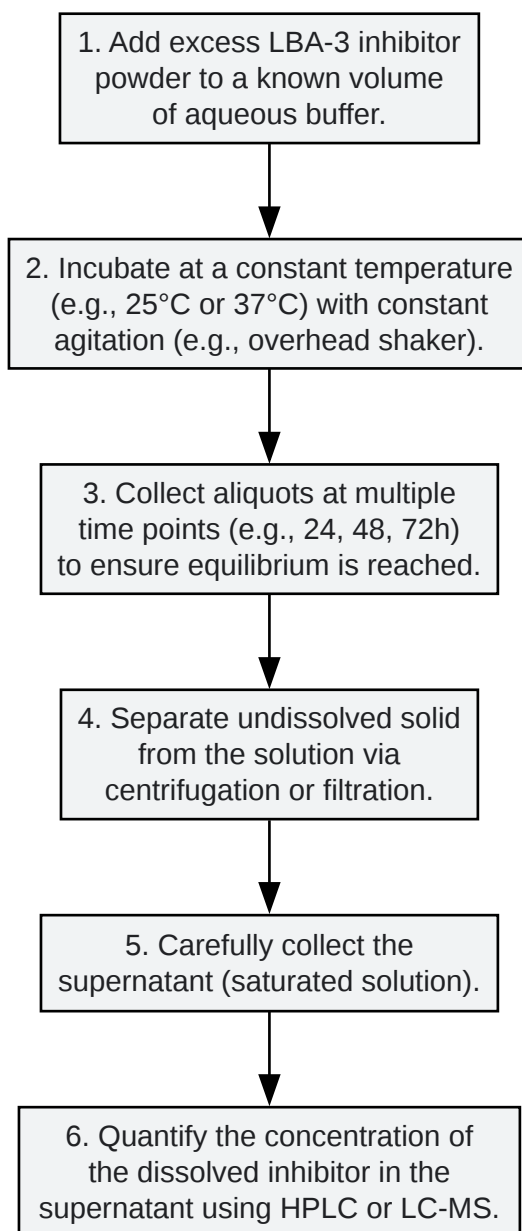 1. Add excess LBA-3 inhibitor
powder to a known volume
of aqueous buffer.
2. Incubate at a constant temperature
(e.g., 25°C or 37°C) with constant
agitation (e.g., overhead shaker).
3. Collect aliquots at multiple
time points (e.g., 24, 48, 72h)
to ensure equilibrium is reached.
4. Separate undissolved solid
from the solution via
centrifugation or filtration.
5. Carefully collect the
supernatant (saturated solution).
6. Quantify the concentration of
the dissolved inhibitor in the
supernatant using HPLC or LC-MS.